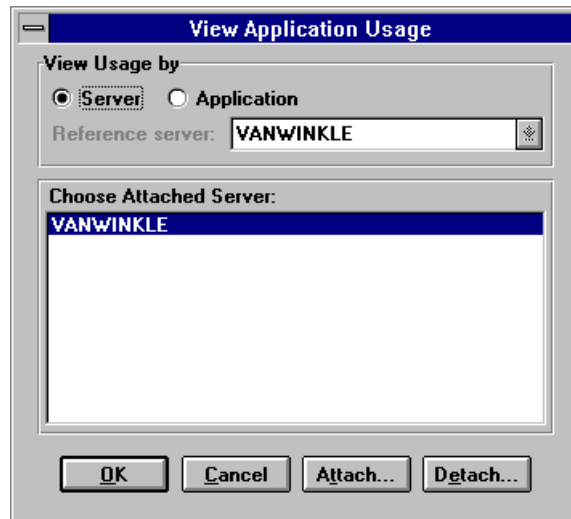 View Application Usage
View Usage by
Server Application
Reference server: VANWINKLE
Choose Attached Server:
VANWINKLE
OK Cancel Attach... Detach...